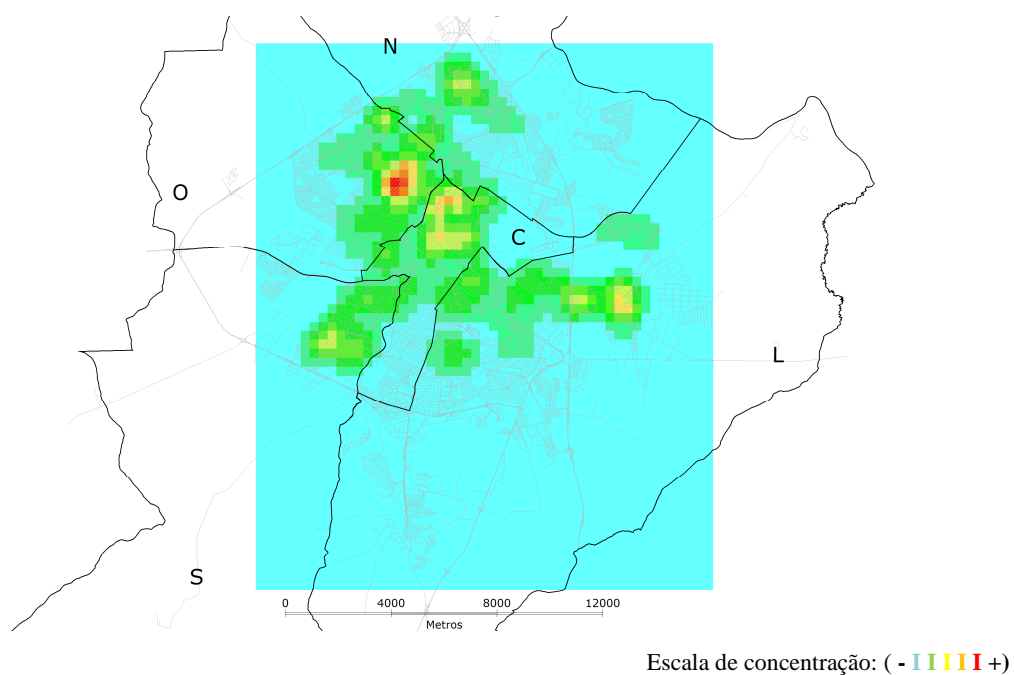 N
O
C
L
S
0 4000 8000 12000
Metros
Escala de concentração: ( - I I I I I +)